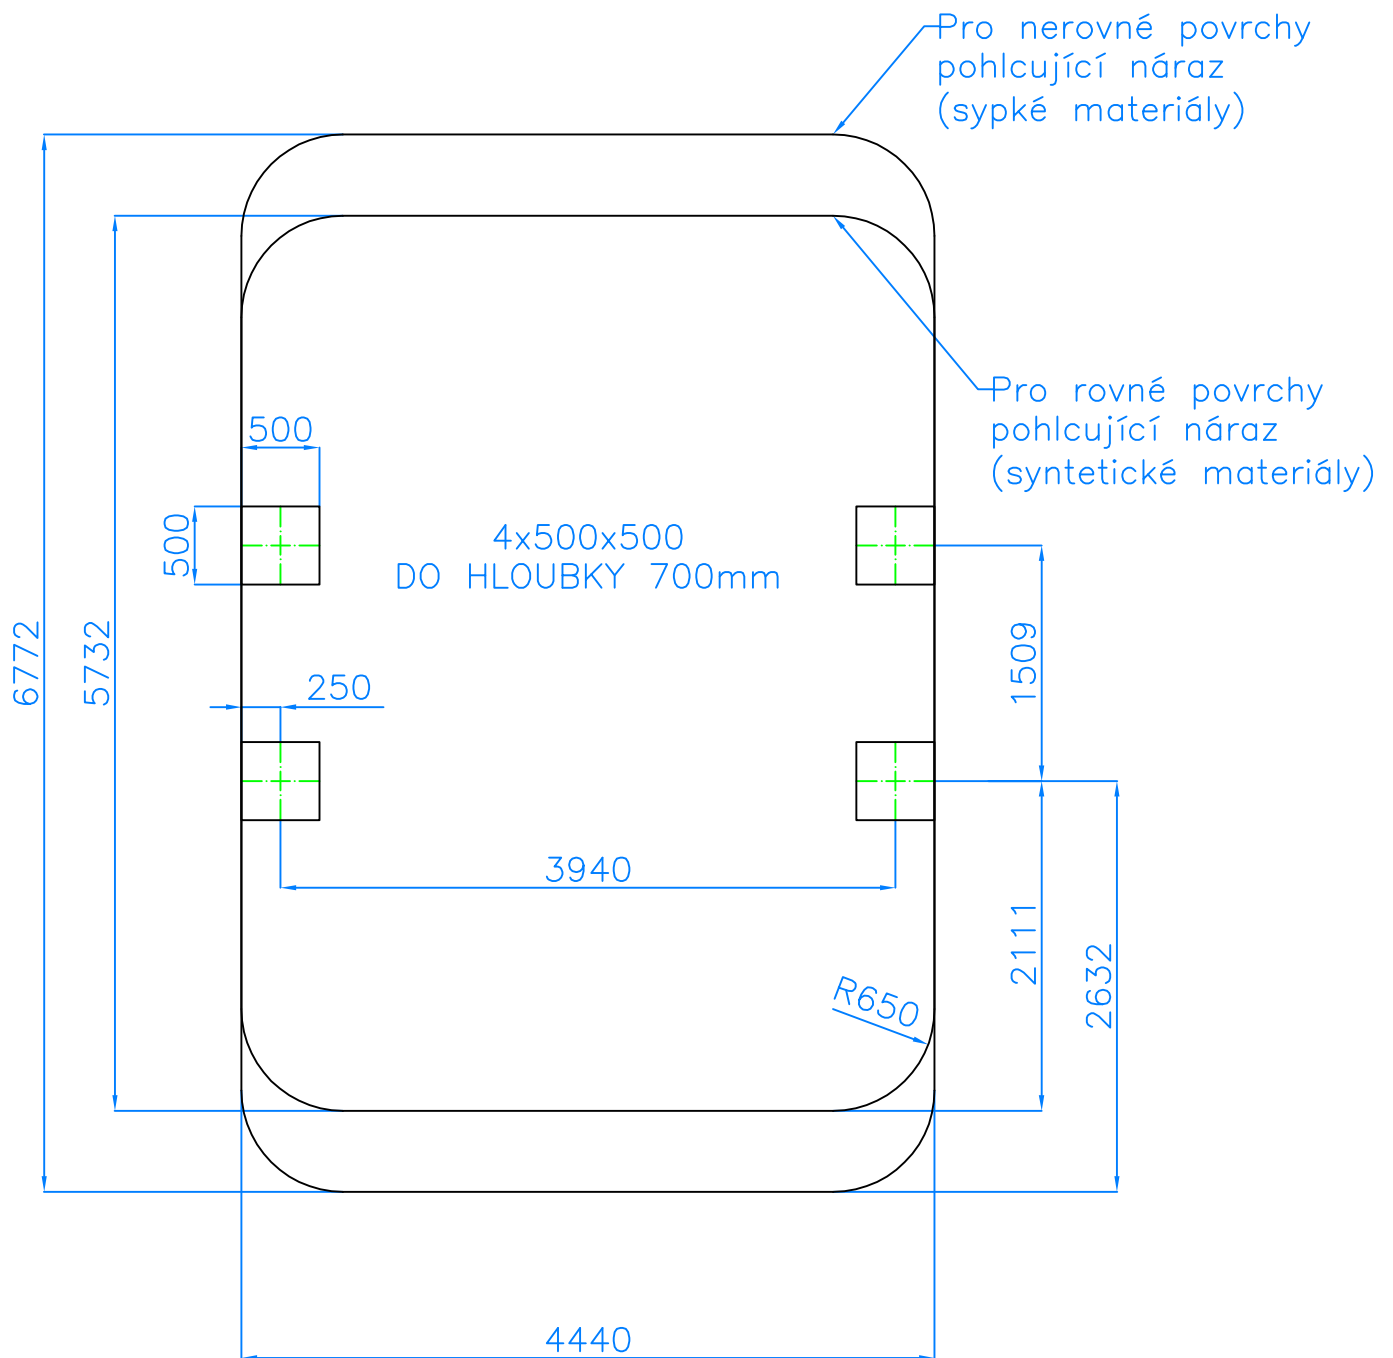 Pro nerovné povrchy
pohlcující náraz
(sypké materiály)
Pro rovné povrchy
pohlcující náraz
(syntetické materiály)
500
500
4x500x500
DO HLOUBKY 700mm
6772
5732
1509
250
3940
2111
2632
R650
4440